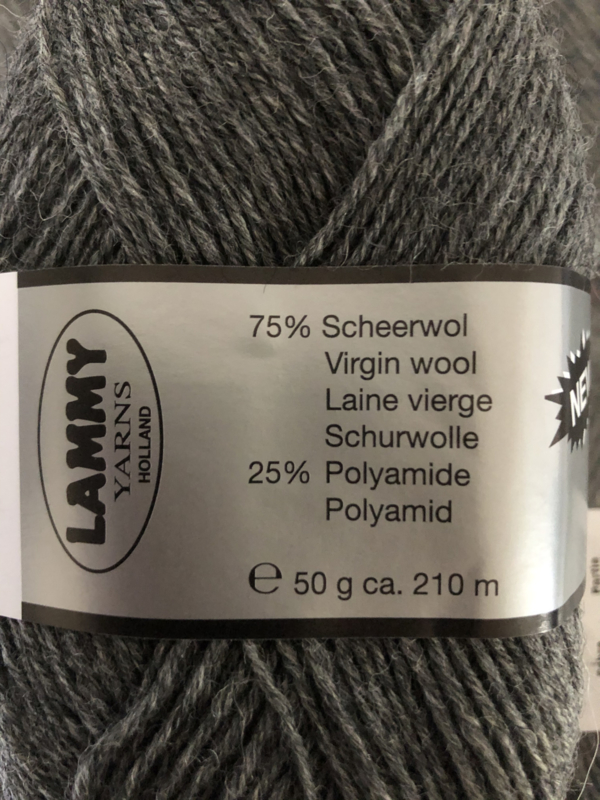 LAMMY
YARNS
HOLLAND
75% Scheerwol
Virgin wool
Laine vierge
Schurwolle
25% Polyamide
Polyamid
℮ 50 g ca. 210 m